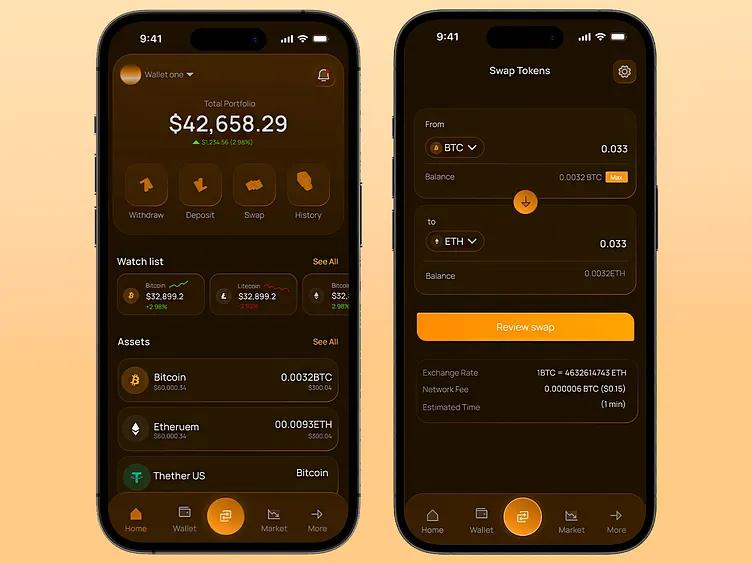 9:41
Wallet one
Total Portfolio
$42,658.29
$1,234.56 (2.98%)
Withdraw
Deposit
Swap
History
Watch list
See All
Bitcoin
$32,899.2
+2.98%
Litecoin
$32,899.2
2.98%
Bitcoin
$32,
2.98%
Assets
See All
Bitcoin
0.0032BTC
$60,000.34
$300.04
Etheruem
00.0093ETH
$60,000.34
$300.04
Thether US
Bitcoin
Home
Wallet
Market
More
9:41
Swap Tokens
From
BTC
0.033
Balance
0.0032 BTC
Max
to
ETH
0.033
Balance
0.0032ETH
Review swap
Exchange Rate
1BTC = 4632614743 ETH
Network Fee
0.000006 BTC ($0.15)
Estimated Time
(1 min)
Home
Wallet
Market
More